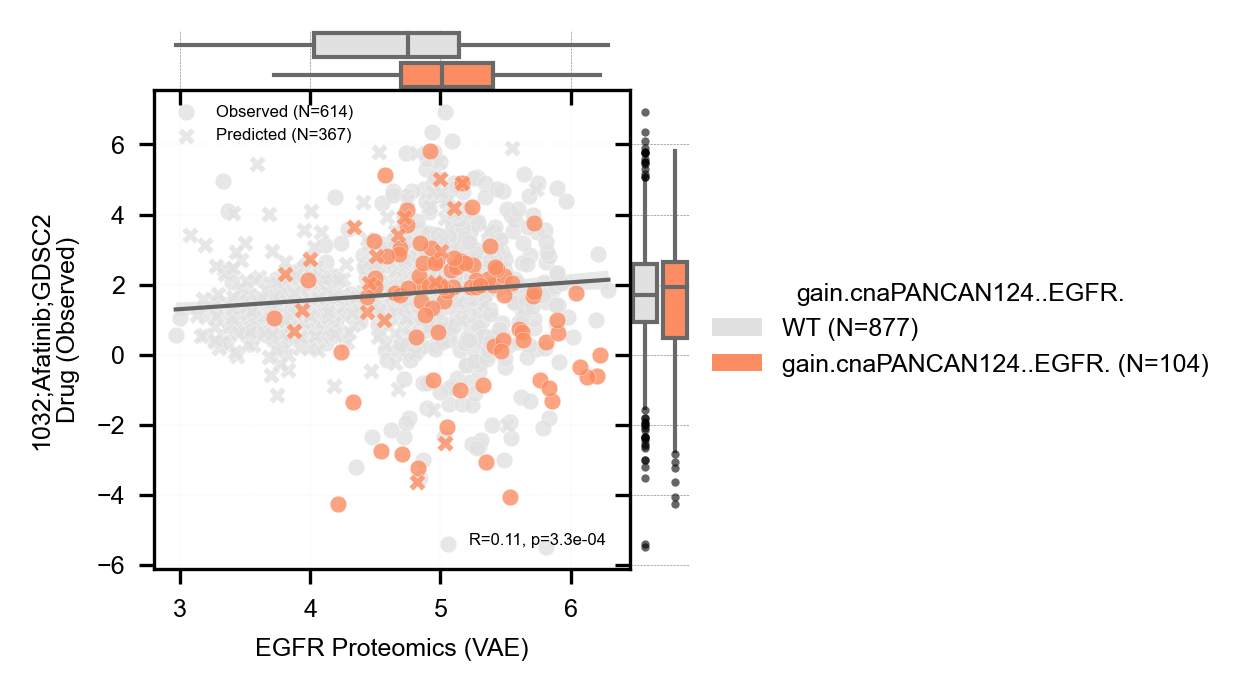 Observed (N=614)
Predicted (N=367)
6
4
2
0
−2
−4
−6
1032;Afatinib;GDSC2
Drug (Observed)
R=0.11, p=3.3e-04
3
4
5
6
EGFR Proteomics (VAE)
gain.cnaPANCAN124..EGFR.
WT (N=877)
gain.cnaPANCAN124..EGFR. (N=104)